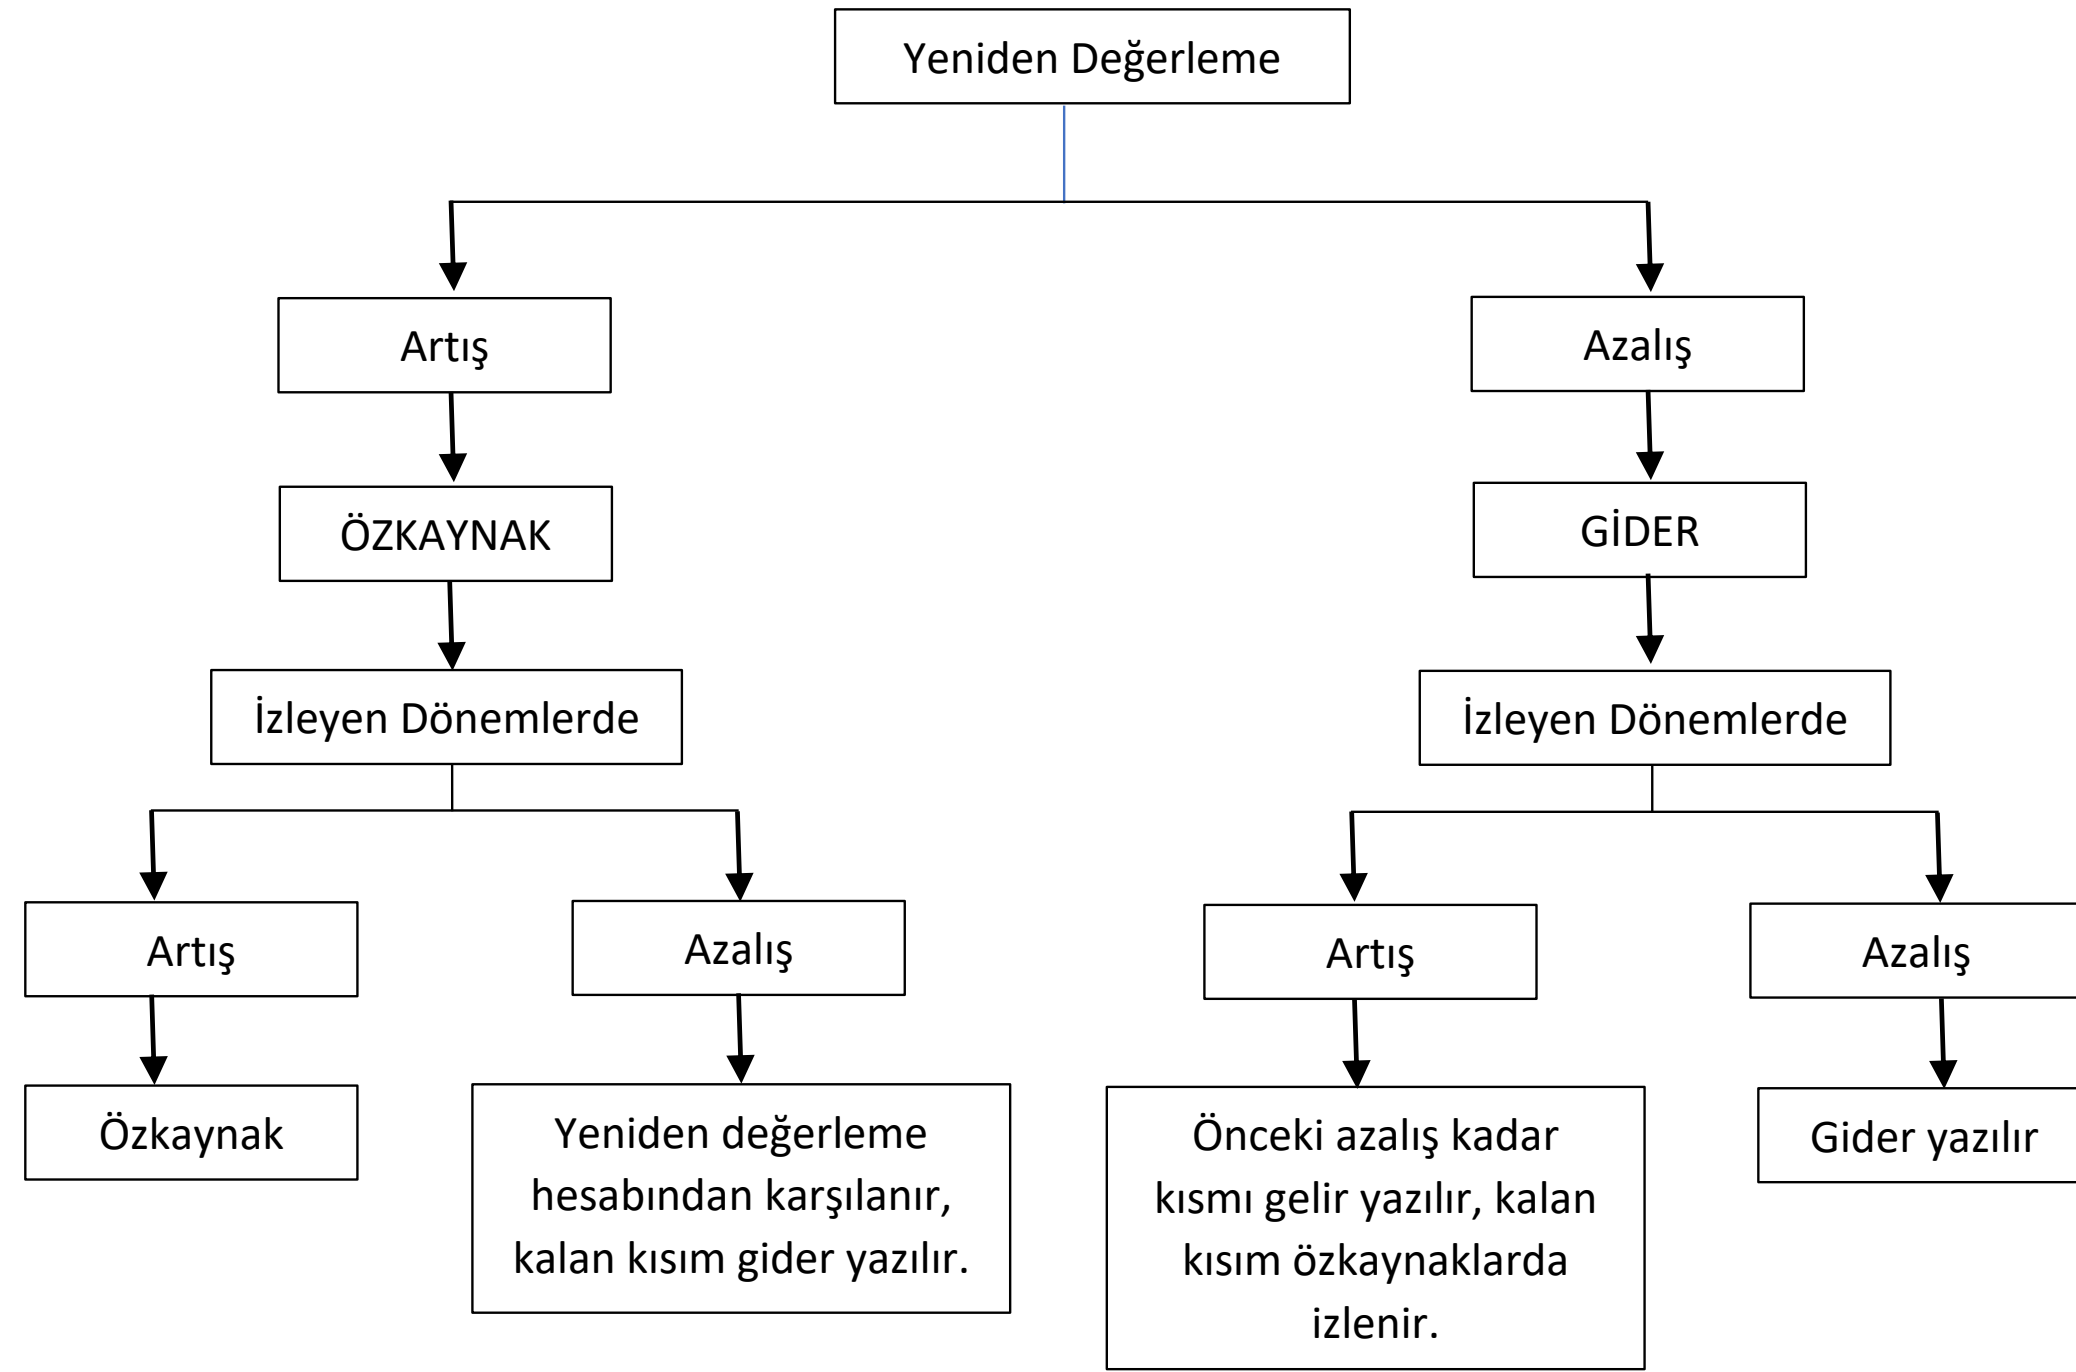 Yeniden Değerleme
Artış
Azalış
ÖZKAYNAK
GİDER
İzleyen Dönemlerde
İzleyen Dönemlerde
Artış
Azalış
Artış
Azalış
Özkaynak
Yeniden değerleme
hesabından karşılanır,
kalan kısım gider yazılır.
Önceki azalış kadar
kısmı gelir yazılır, kalan
kısım özkaynaklarda
izlenir.
Gider yazılır